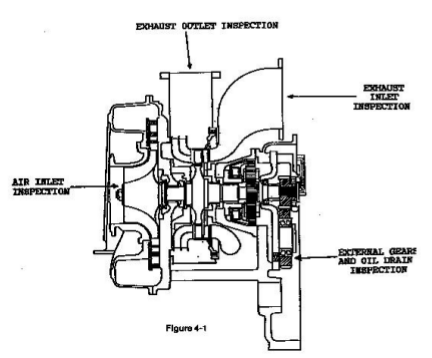 EXHAUST OUTLET INSPECTION
EXHAUST
INLET
INSPECTION
AIR INLET
INSPECTION
EXTERNAL GEARS
AND OIL DRAIN
INSPECTION
Figure 4-1